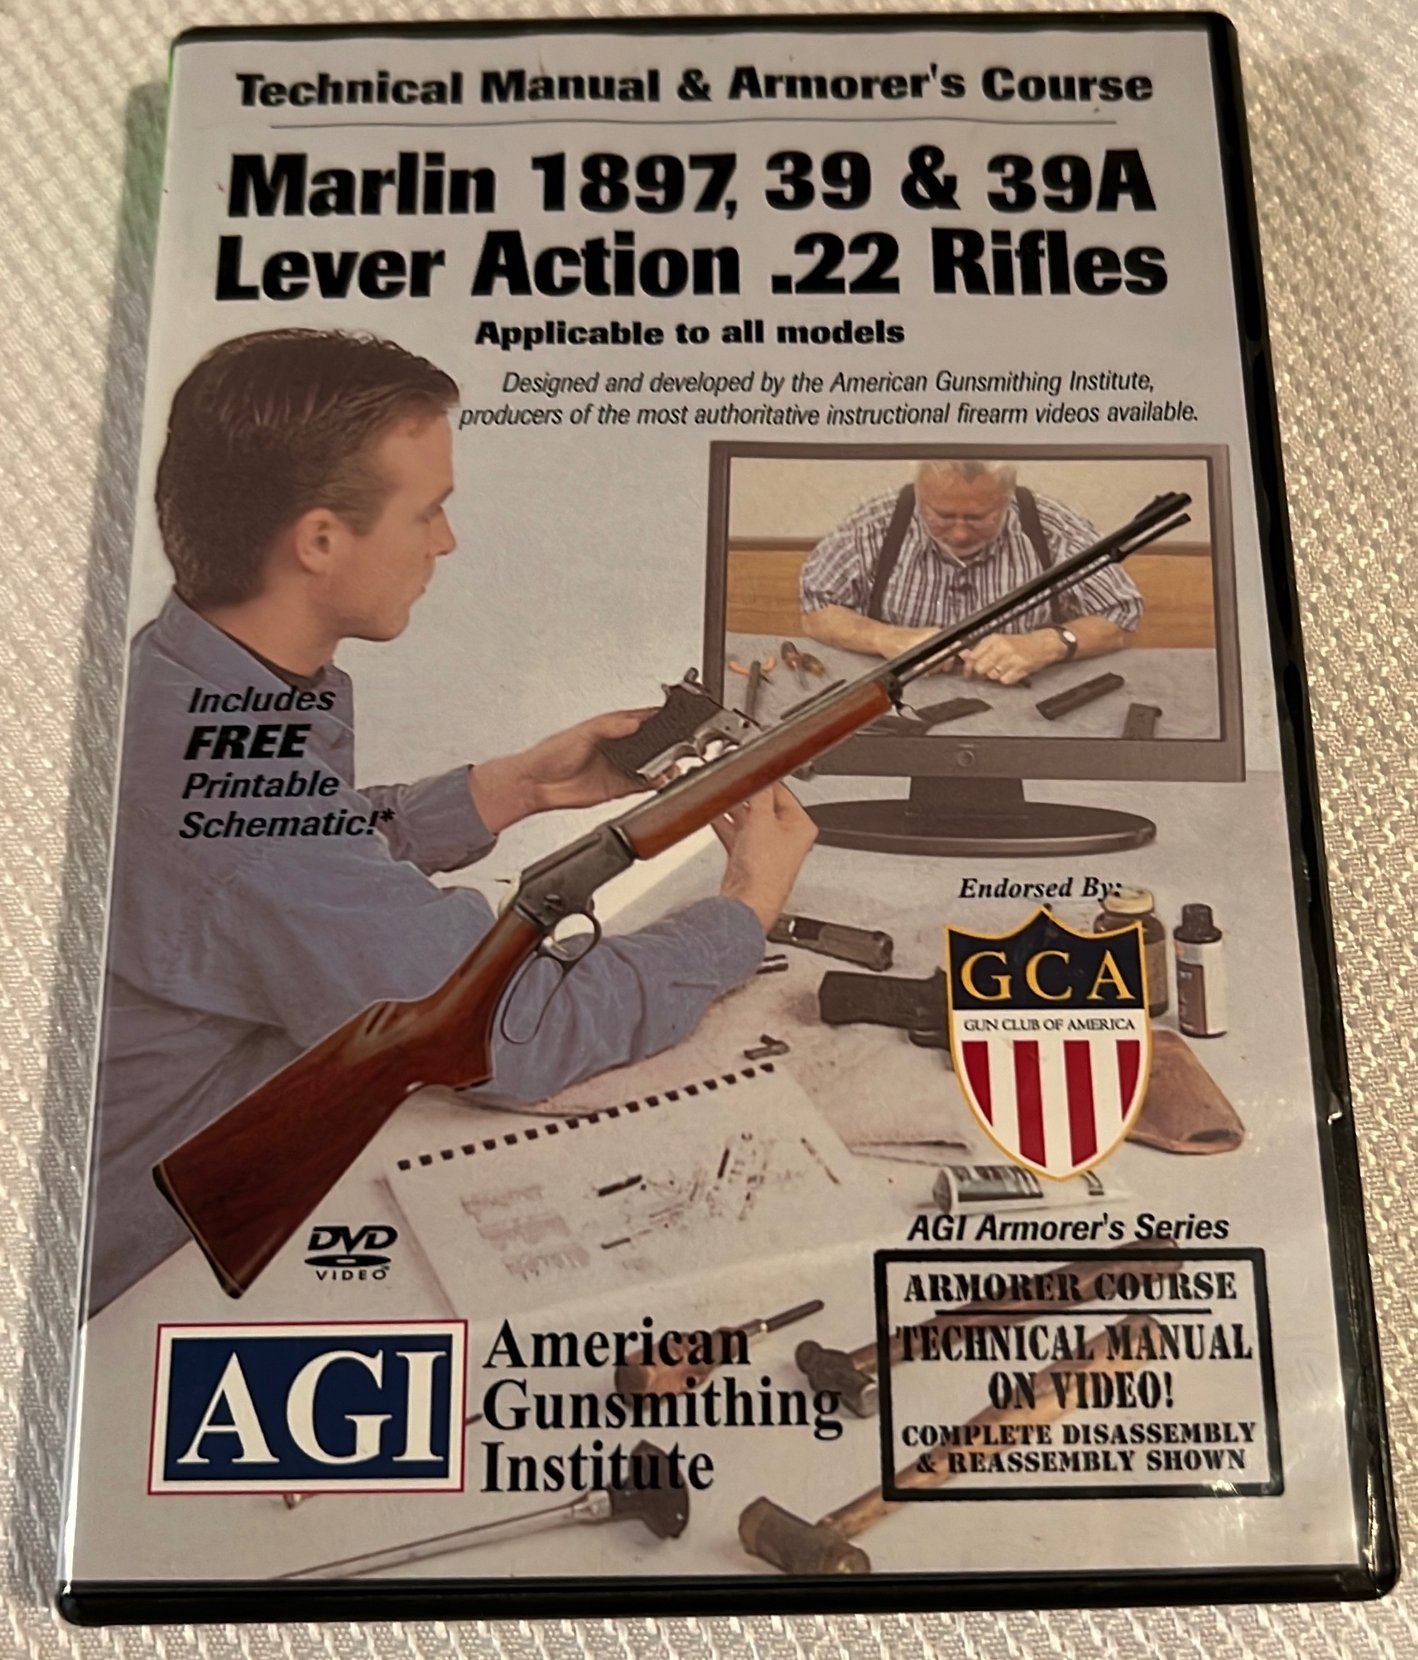 Technical Manual & Armorer's Course
Marlin 1897, 39 & 39A
Lever Action .22 Rifles
Applicable to all models
Designed and developed by the American Gunsmithing Institute,
producers of the most authoritative instructional firearm videos available.
Includes
FREE
Printable
Schematic!*
Endorsed By:
GCA
GUN CLUB OF AMERICA
AGI Armorer's Series
ARMORER COURSE
TECHNICAL MANUAL
ON VIDEO!
COMPLETE DISASSEMBLY
& REASSEMBLY SHOWN
DVD
VIDEO™
AGI
American
Gunsmithing
Institute